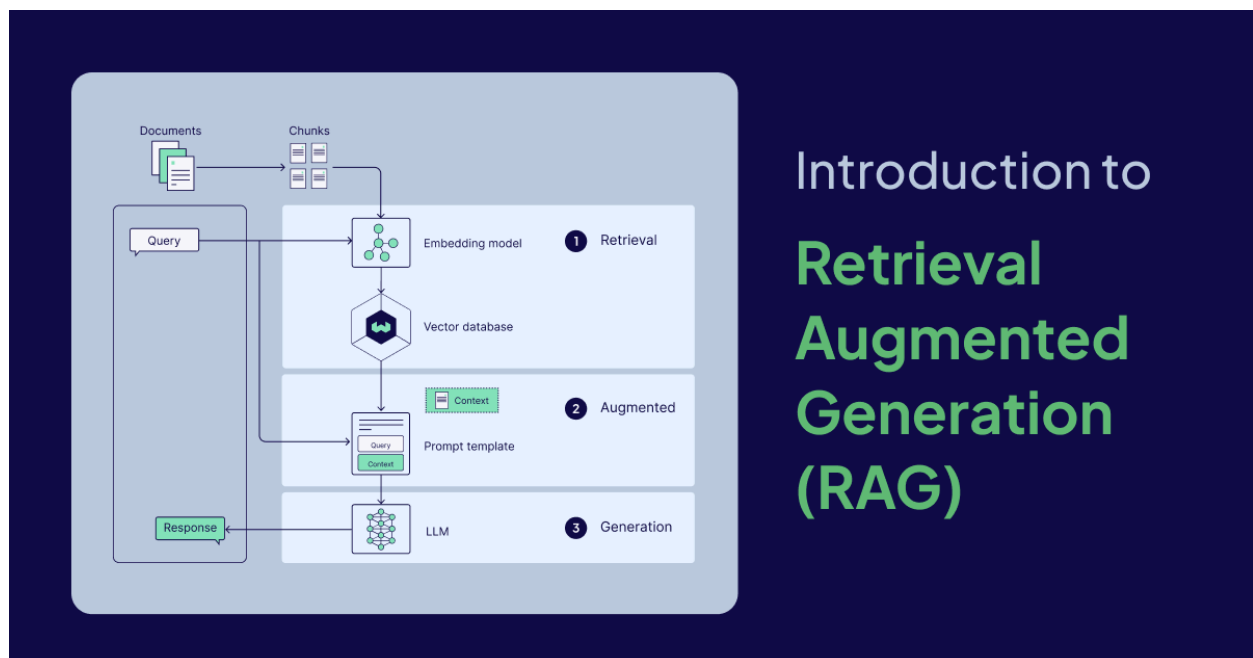 Documents
Chunks
Query
Embedding model
1 Retrieval
Vector database
Context
2 Augmented
Query
Context
Prompt template
Response
LLM
3 Generation
Introduction to
Retrieval
Augmented
Generation
(RAG)